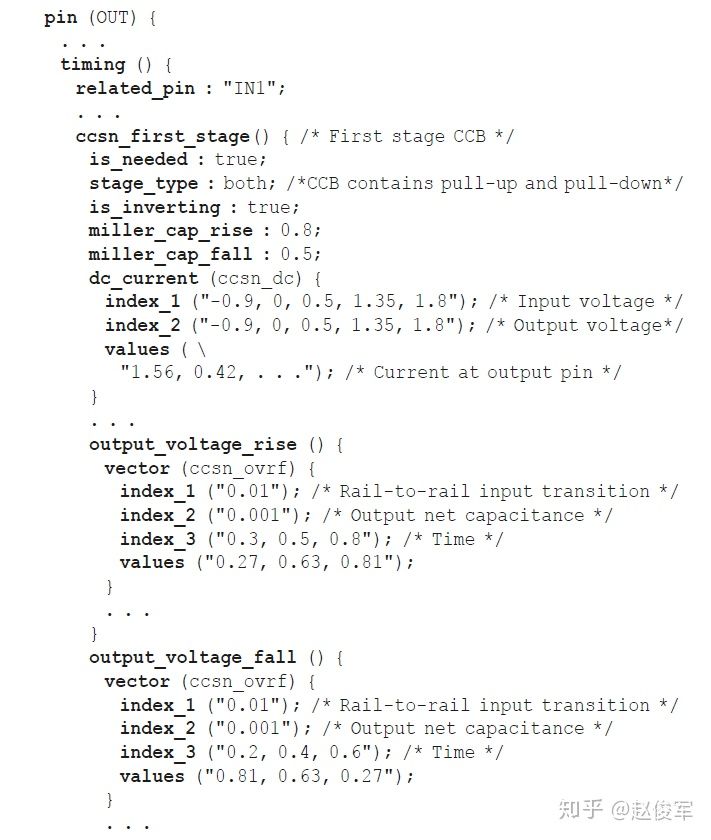 pin (OUT) {
. . .
timing () {
related_pin : "IN1";
. . .
ccsn_first_stage() { /* First stage CCB */
is_needed : true;
stage_type : both; /*CCB contains pull-up and pull-down*/
is_inverting : true;
miller_cap_rise : 0.8;
miller_cap_fall : 0.5;
dc_current (ccsn_dc) {
index_1 ("-0.9, 0, 0.5, 1.35, 1.8"); /* Input voltage */
index_2 ("-0.9, 0, 0.5, 1.35, 1.8"); /* Output voltage*/
values ( \
"1.56, 0.42, . . ."); /* Current at output pin */
}
. . .
output_voltage_rise () {
vector (ccsn_ovrf) {
index_1 ("0.01"); /* Rail-to-rail input transition */
index_2 ("0.001"); /* Output net capacitance */
index_3 ("0.3, 0.5, 0.8"); /* Time */
values ("0.27, 0.63, 0.81");
}
. . .
}
output_voltage_fall () {
vector (ccsn_ovrf) {
index_1 ("0.01"); /* Rail-to-rail input transition */
index_2 ("0.001"); /* Output net capacitance */
index_3 ("0.2, 0.4, 0.6"); /* Time */
values ("0.81, 0.63, 0.27");
}
. . .
知乎 @赵俊军